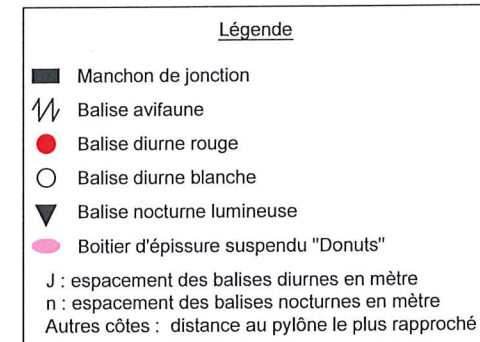 Légende
Manchon de jonction
Balise avifaune
Balise diurne rouge
Balise diurne blanche
Balise nocturne lumineuse
Boitier d'épissure suspendu "Donuts"
J : espacement des balises diurnes en mètre
n : espacement des balises nocturnes en mètre
Autres côtes : distance au pylône le plus rapproché